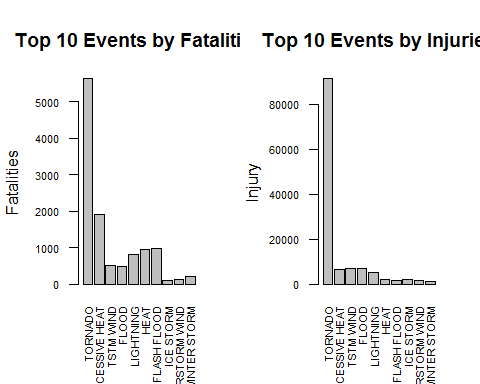 Top 10 Events by Fataliti
Fatalities
5000
4000
3000
2000
1000
0
TORNADO
CESSIVE HEAT
TSTM WIND
FLOOD
LIGHTNING
HEAT
FLASH FLOOD
ICE STORM
RSTORM WIND
INTER STORM
Top 10 Events by Injurie
Injury
80000
60000
40000
20000
0
TORNADO
CESSIVE HEAT
TSTM WIND
FLOOD
LIGHTNING
HEAT
FLASH FLOOD
ICE STORM
RSTORM WIND
INTER STORM